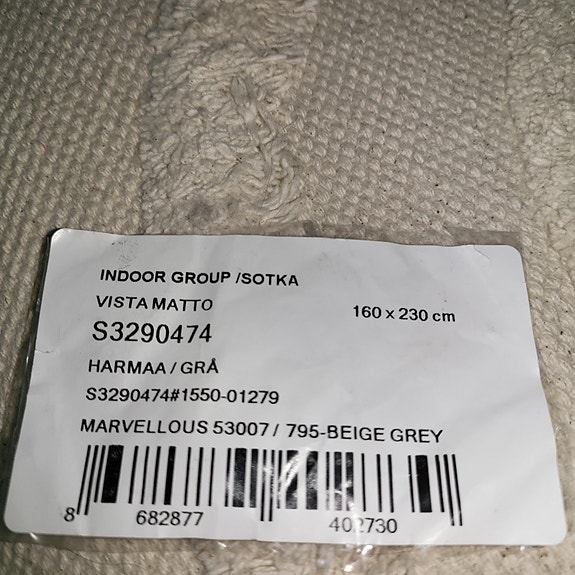 INDOOR GROUP /SOTKA
VISTA MATTO
160 x 230 cm
S3290474
HARMAA / GRÅ
S3290474#1550-01279
MARVELLOUS 53007 / 795-BEIGE GREY
8 682877 402730